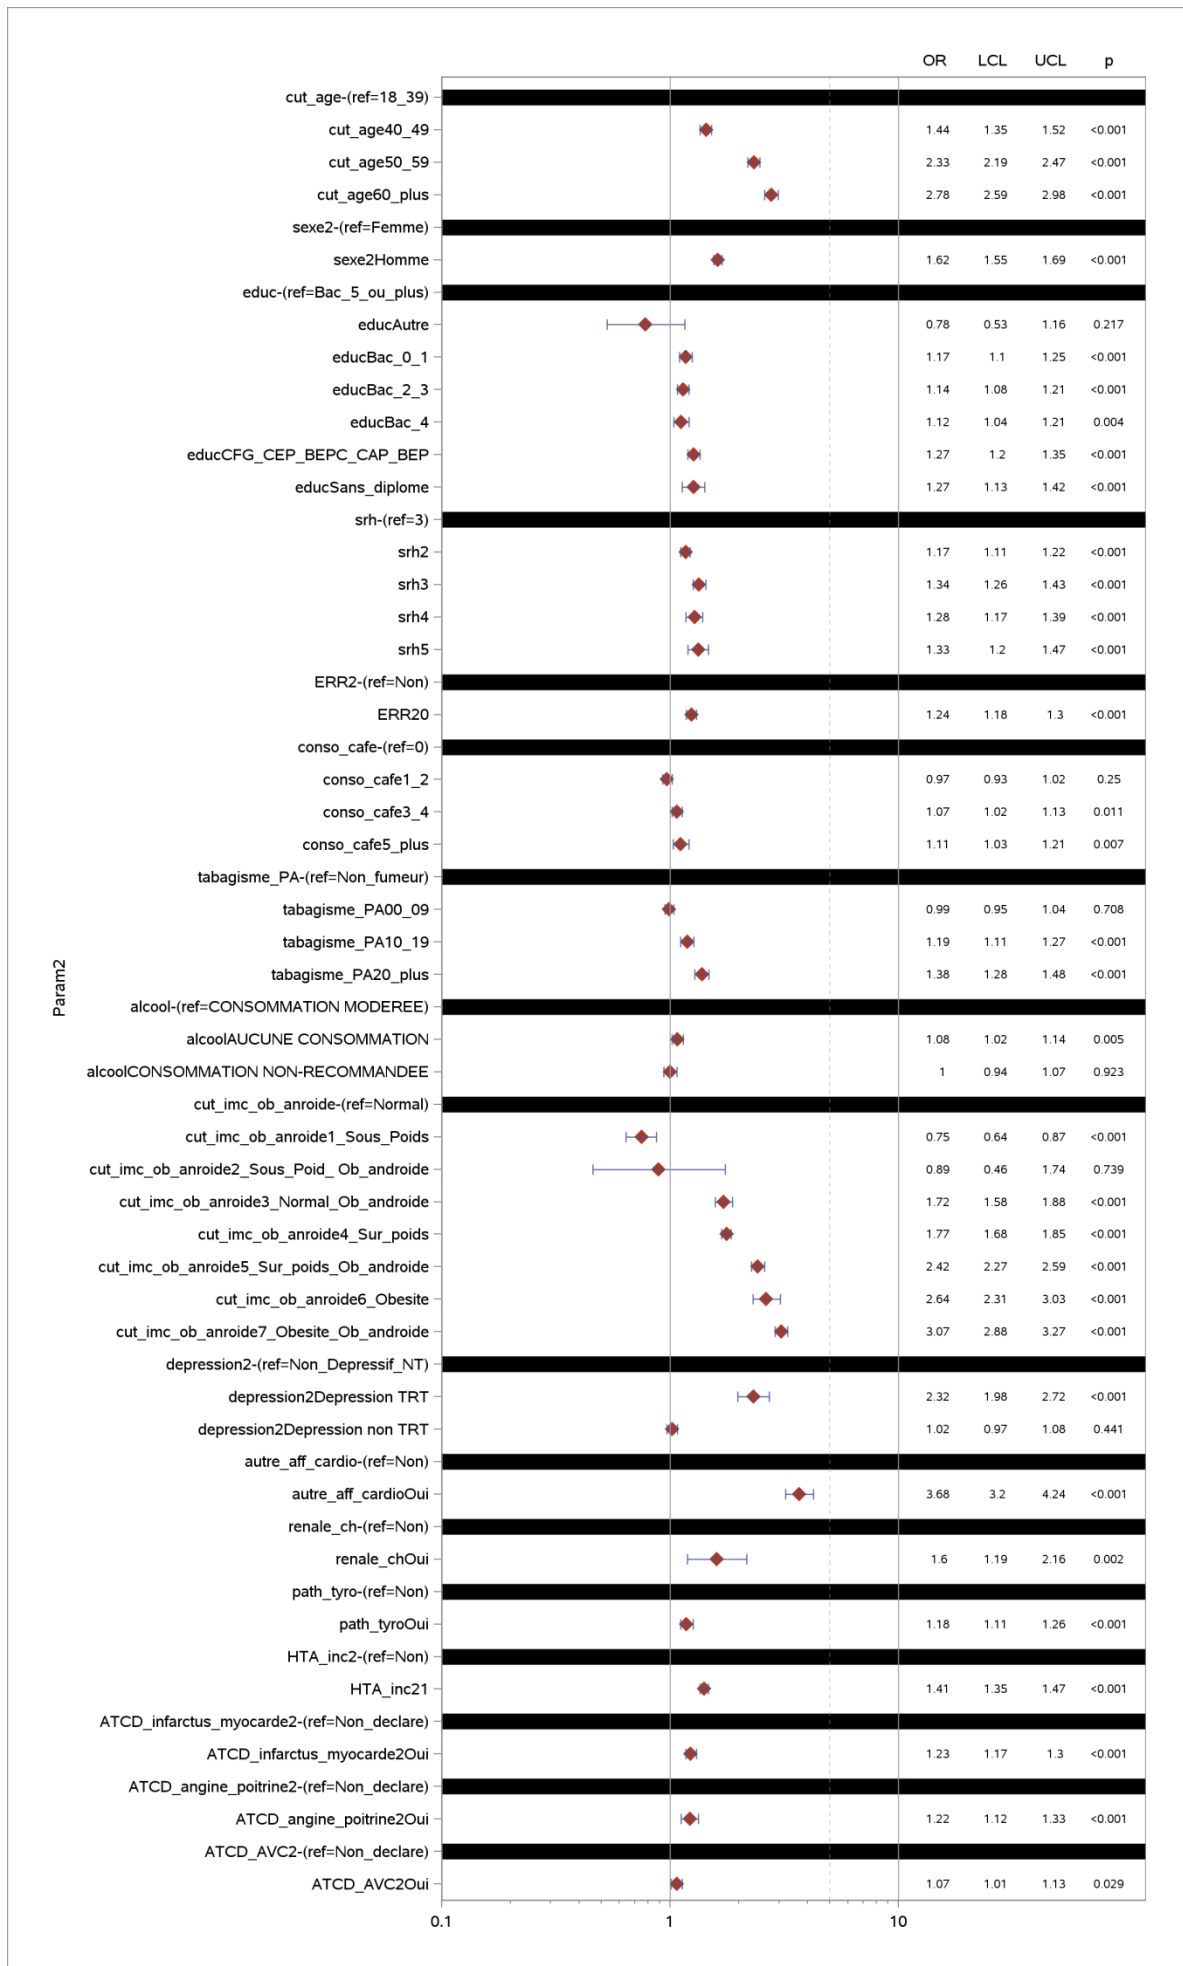 OR LCL UCL p
cut_age-(ref=18_39)
cut_age40_49 1.44 1.35 1.52 <0.001
cut_age50_59 2.33 2.19 2.47 <0.001
cut_age60_plus 2.78 2.59 2.98 <0.001
sexe2-(ref=Femme)
sexe2Homme 1.62 1.55 1.69 <0.001
educ-(ref=Bac_5_ou_plus)
educAutre 0.78 0.53 1.16 0.217
educBac_0_1 1.17 1.1 1.25 <0.001
educBac_2_3 1.14 1.08 1.21 <0.001
educBac_4 1.12 1.04 1.21 0.004
educCFG_CEP_BEPC_CAP_BEP 1.27 1.2 1.35 <0.001
educSans_diplome 1.27 1.13 1.42 <0.001
srh-(ref=3)
srh2 1.17 1.11 1.22 <0.001
srh3 1.34 1.26 1.43 <0.001
srh4 1.28 1.17 1.39 <0.001
srh5 1.33 1.2 1.47 <0.001
ERR2-(ref=Non)
ERR20 1.24 1.18 1.3 <0.001
conso_cafe-(ref=0)
conso_cafe1_2 0.97 0.93 1.02 0.25
conso_cafe3_4 1.07 1.02 1.13 0.011
conso_cafe5_plus 1.11 1.03 1.21 0.007
tabagisme_PA-(ref=Non_fumeur)
tabagisme_PA00_09 0.99 0.95 1.04 0.708
tabagisme_PA10_19 1.19 1.11 1.27 <0.001
tabagisme_PA20_plus 1.38 1.28 1.48 <0.001
Param2
alcool-(ref=CONSOMMATION MODEREE)
alcoolAUCUNE CONSOMMATION 1.08 1.02 1.14 0.005
alcoolCONSOMMATION NON-RECOMMANDEE 1 0.94 1.07 0.923
cut_imc_ob_anroide-(ref=Normal)
cut_imc_ob_anroide1_Sous_Poids 0.75 0.64 0.87 <0.001
cut_imc_ob_anroide2_Sous_Poid_ Ob_androide 0.89 0.46 1.74 0.739
cut_imc_ob_anroide3_Normal_Ob_androide 1.72 1.58 1.88 <0.001
cut_imc_ob_anroide4_Sur_poids 1.77 1.68 1.85 <0.001
cut_imc_ob_anroide5_Sur_poids_Ob_androide 2.42 2.27 2.59 <0.001
cut_imc_ob_anroide6_Obesite 2.64 2.31 3.03 <0.001
cut_imc_ob_anroide7_Obesite_Ob_androide 3.07 2.88 3.27 <0.001
depression2-(ref=Non_Depressif_NT)
depression2Depression TRT 2.32 1.98 2.72 <0.001
depression2Depression non TRT 1.02 0.97 1.08 0.441
autre_aff_cardio-(ref=Non)
autre_aff_cardioOui 3.68 3.2 4.24 <0.001
renale_ch-(ref=Non)
renale_chOui 1.6 1.19 2.16 0.002
path_tyro-(ref=Non)
path_tyroOui 1.18 1.11 1.26 <0.001
HTA_inc2-(ref=Non)
HTA_inc21 1.41 1.35 1.47 <0.001
ATCD_infarctus_myocarde2-(ref=Non_declare)
ATCD_infarctus_myocarde2Oui 1.23 1.17 1.3 <0.001
ATCD_angine_poitrine2-(ref=Non_declare)
ATCD_angine_poitrine2Oui 1.22 1.12 1.33 <0.001
ATCD_AVC2-(ref=Non_declare)
ATCD_AVC2Oui 1.07 1.01 1.13 0.029
0.1 1 10